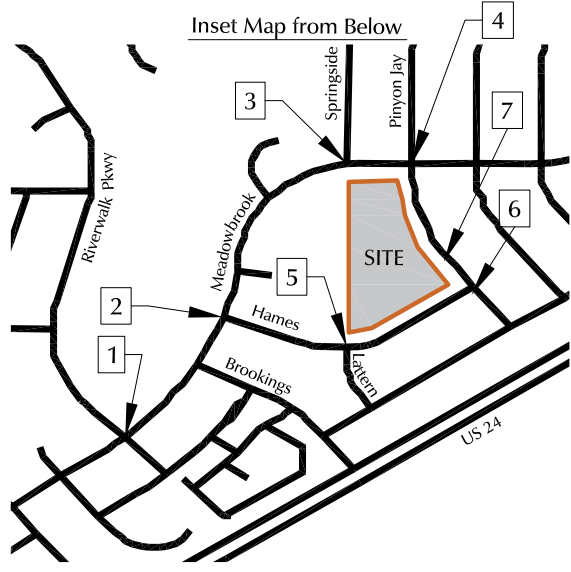 Inset Map from Below
4
Springside
Pinyon Jay
3
7
Riverwalk Pkwy
Meadowbrook
6
SITE
5
2
Hames
1
Brookings
Lattern
US 24